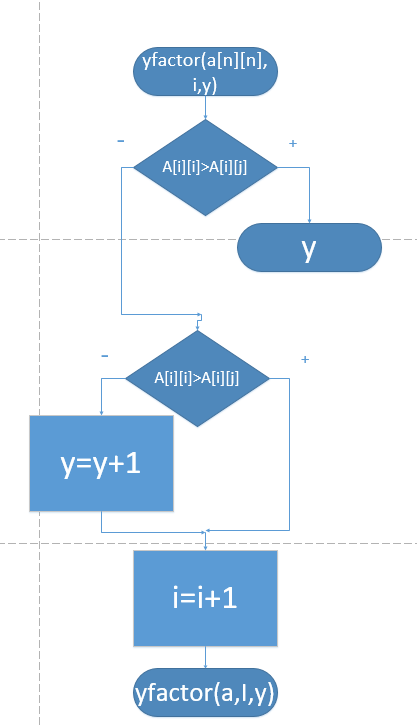 yfactor(a[n][n],
i,y)
-
A[i][i]>A[i][j]
+
y
-
A[i][i]>A[i][j]
+
y=y+1
i=i+1
yfactor(a,I,y)